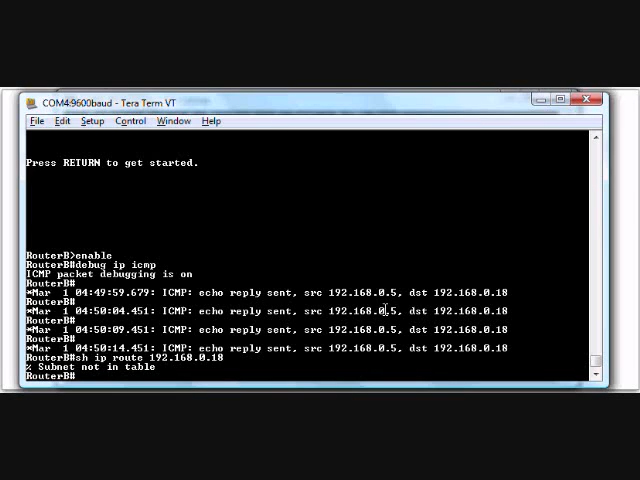 COM4:9600baud - Tera Term VT
File Edit Setup Control Window Help
Press RETURN to get started.
RouterB>enable
RouterB#debug ip icmp
ICMP packet debugging is on
RouterB#
*Mar  1 04:49:59.679: ICMP: echo reply sent, src 192.168.0.5, dst 192.168.0.18
RouterB#
*Mar  1 04:50:04.451: ICMP: echo reply sent, src 192.168.0.5, dst 192.168.0.18
RouterB#
*Mar  1 04:50:09.451: ICMP: echo reply sent, src 192.168.0.5, dst 192.168.0.18
RouterB#
*Mar  1 04:50:14.451: ICMP: echo reply sent, src 192.168.0.5, dst 192.168.0.18
RouterB#sh ip route 192.168.0.18
% Subnet not in table
RouterB#